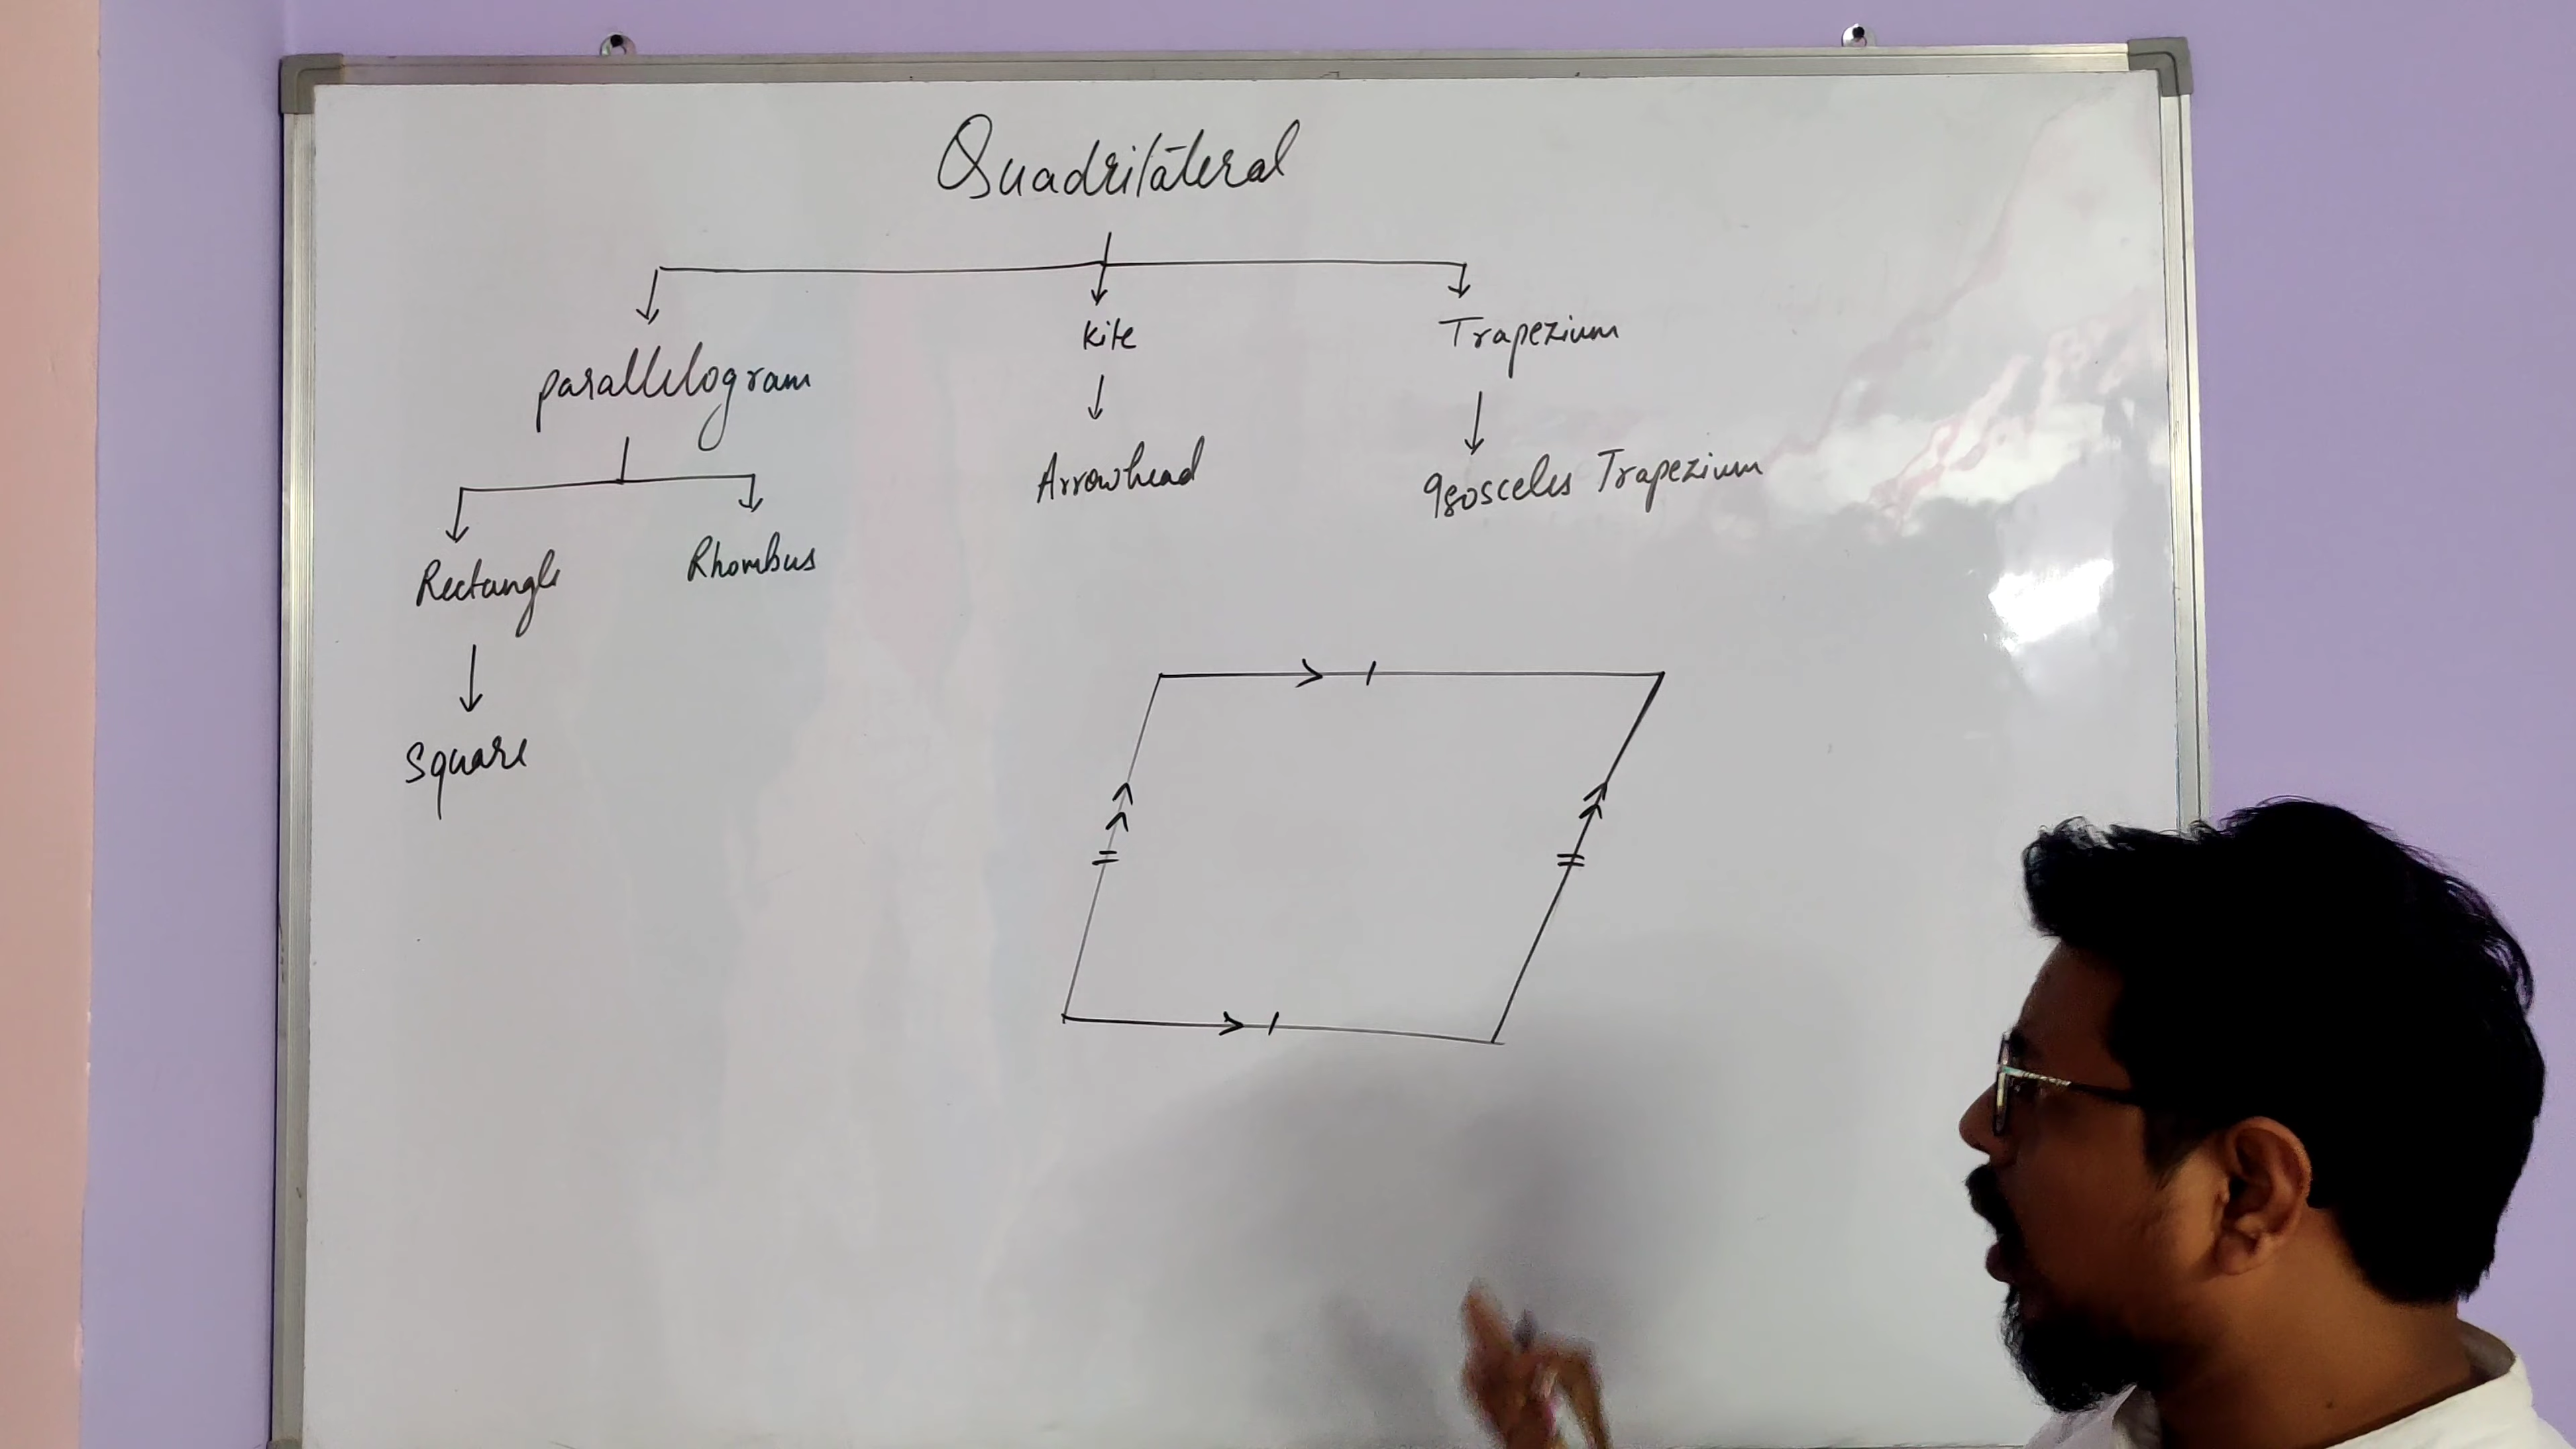 Quadrilateral
parallelogram
Kite
Trapezium
Rectangle
Rhombus
Arrowhead
Isosceles Trapezium
Square